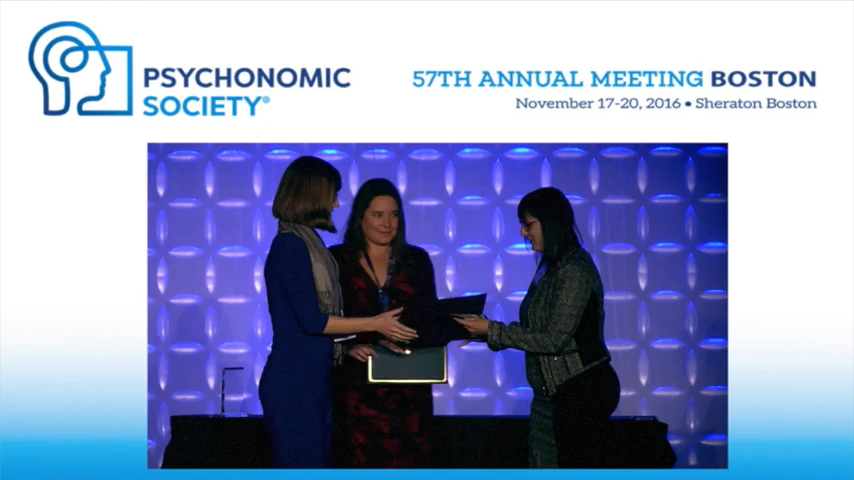 PSYCHONOMIC
SOCIETY®
57TH ANNUAL MEETING BOSTON
November 17-20, 2016 • Sheraton Boston